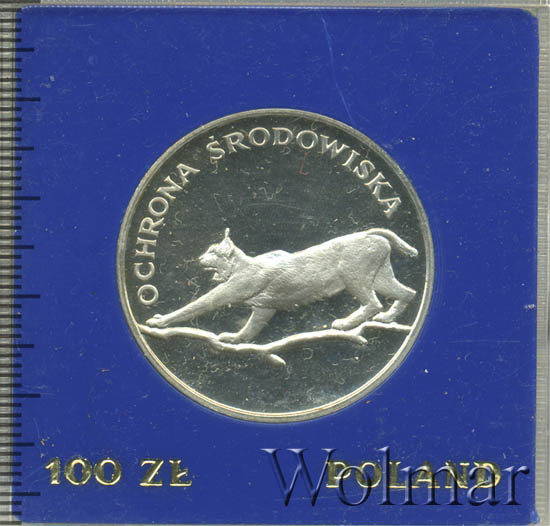 OCHRONA ŚRODOWISKA
100 ZŁ POLAND
Wolmar